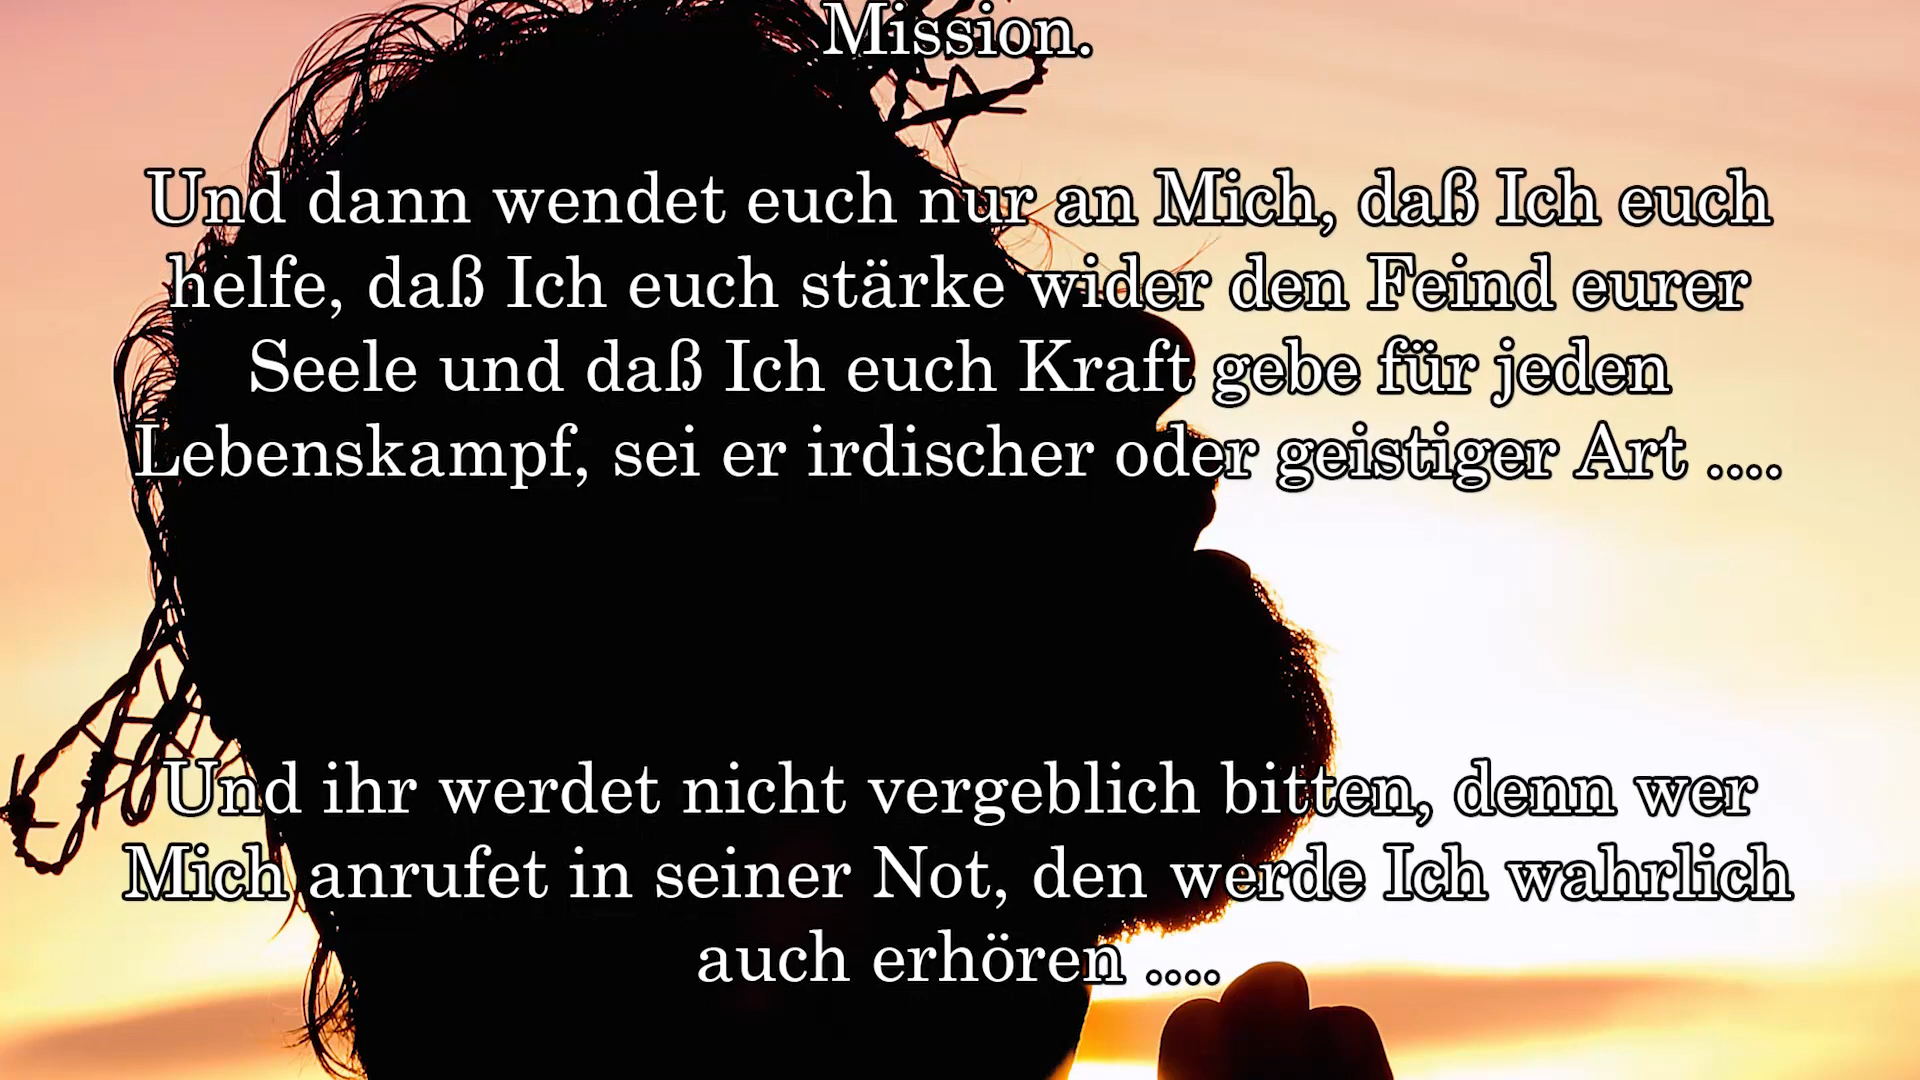 Mission.
Und dann wendet euch nur an Mich, daß Ich euch
helfe, daß Ich euch stärke wider den Feind eurer
Seele und daß Ich euch Kraft gebe für jeden
Lebenskampf, sei er irdischer oder geistiger Art ....
Und ihr werdet nicht vergeblich bitten, denn wer
Mich anrufet in seiner Not, den werde Ich wahrlich
auch erhören ....